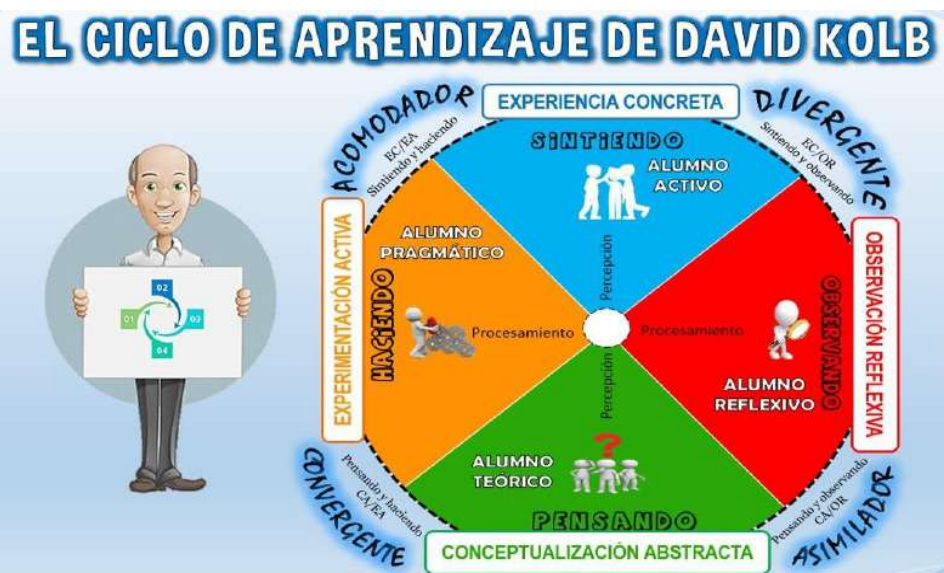 EL CICLO DE APRENDIZAJE DE DAVID KOLB
ACOMODADOR
EC/EA
Sintiendo y haciendo
EXPERIENCIA CONCRETA
SINTIENDO
ALUMNO
ACTIVO
DIVERGENTE
EC/OR
Sintiendo y observando
EXPERIMENTACIÓN ACTIVA
HACIENDO
ALUMNO
PRAGMÁTICO
Percepción
Procesamiento
Procesamiento
Percepción
OBSERVACIÓN REFLEXIVA
OBSERVANDO
ALUMNO
REFLEXIVO
02
01
03
04
ALUMNO
TEÓRICO
?
PENSANDO
CONVERGENTE
Pensando y haciendo
CA/EA
CONCEPTUALIZACIÓN ABSTRACTA
Pensando y observando
CA/OR
ASIMILADOR